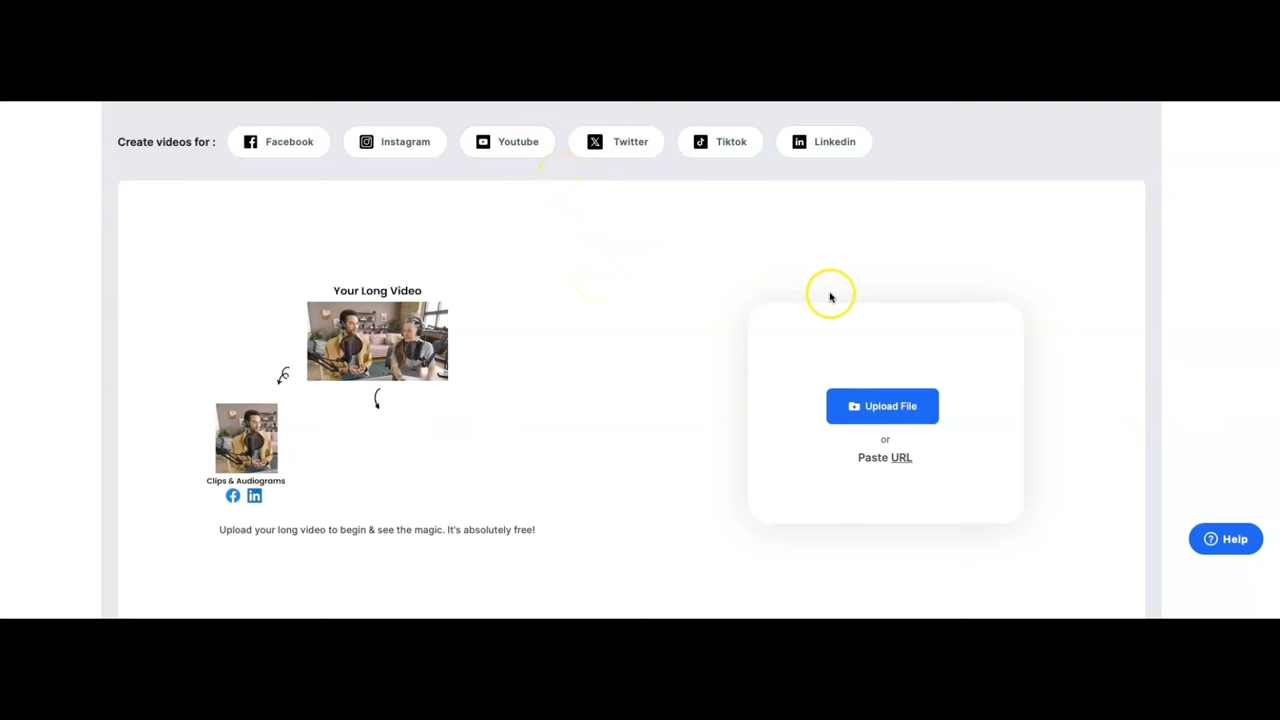 Create videos for : Facebook Instagram Youtube Twitter Tiktok Linkedin
Your Long Video
Clips & Audiograms
Upload your long video to begin & see the magic. It's absolutely free!
Upload File
or
Paste URL
Help